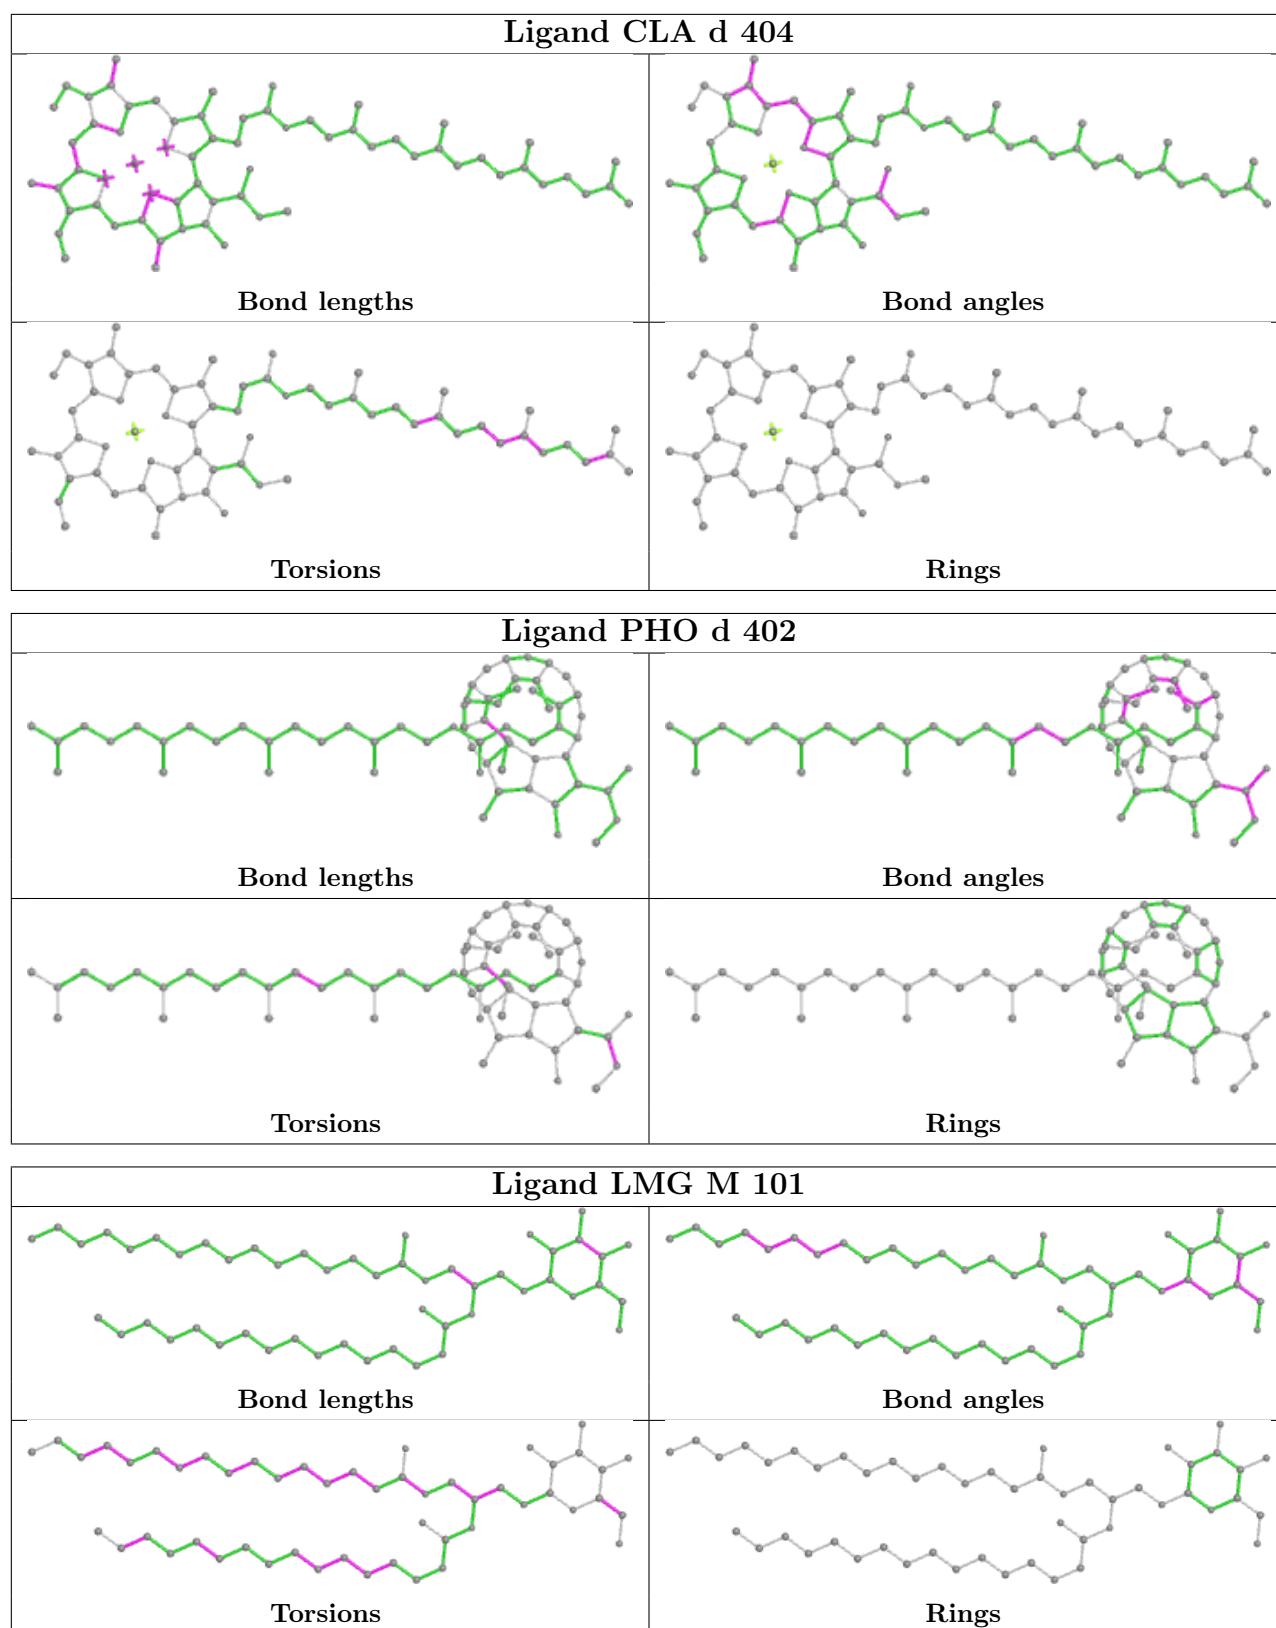 Ligand CLA d 404
Bond lengths
Bond angles
Torsions
Rings
Ligand PHO d 402
Bond lengths
Bond angles
Torsions
Rings
Ligand LMG M 101
Bond lengths
Bond angles
Torsions
Rings